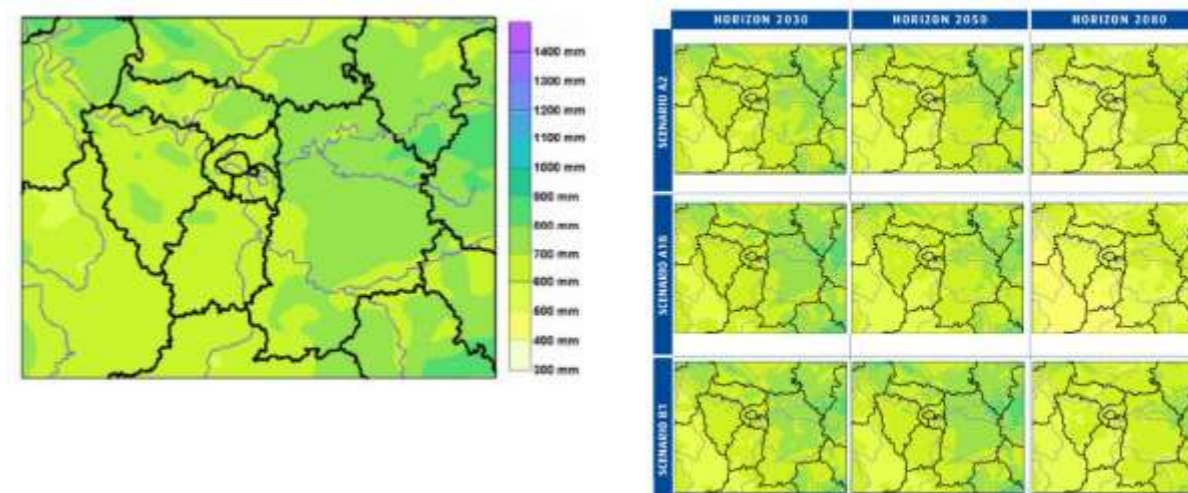 1400 mm
1300 mm
1200 mm
1100 mm
1000 mm
900 mm
800 mm
700 mm
600 mm
500 mm
400 mm
300 mm
HORIZON 2030
HORIZON 2050
HORIZON 2080
SCENARIO A2
SCENARIO A1B
SCENARIO B1